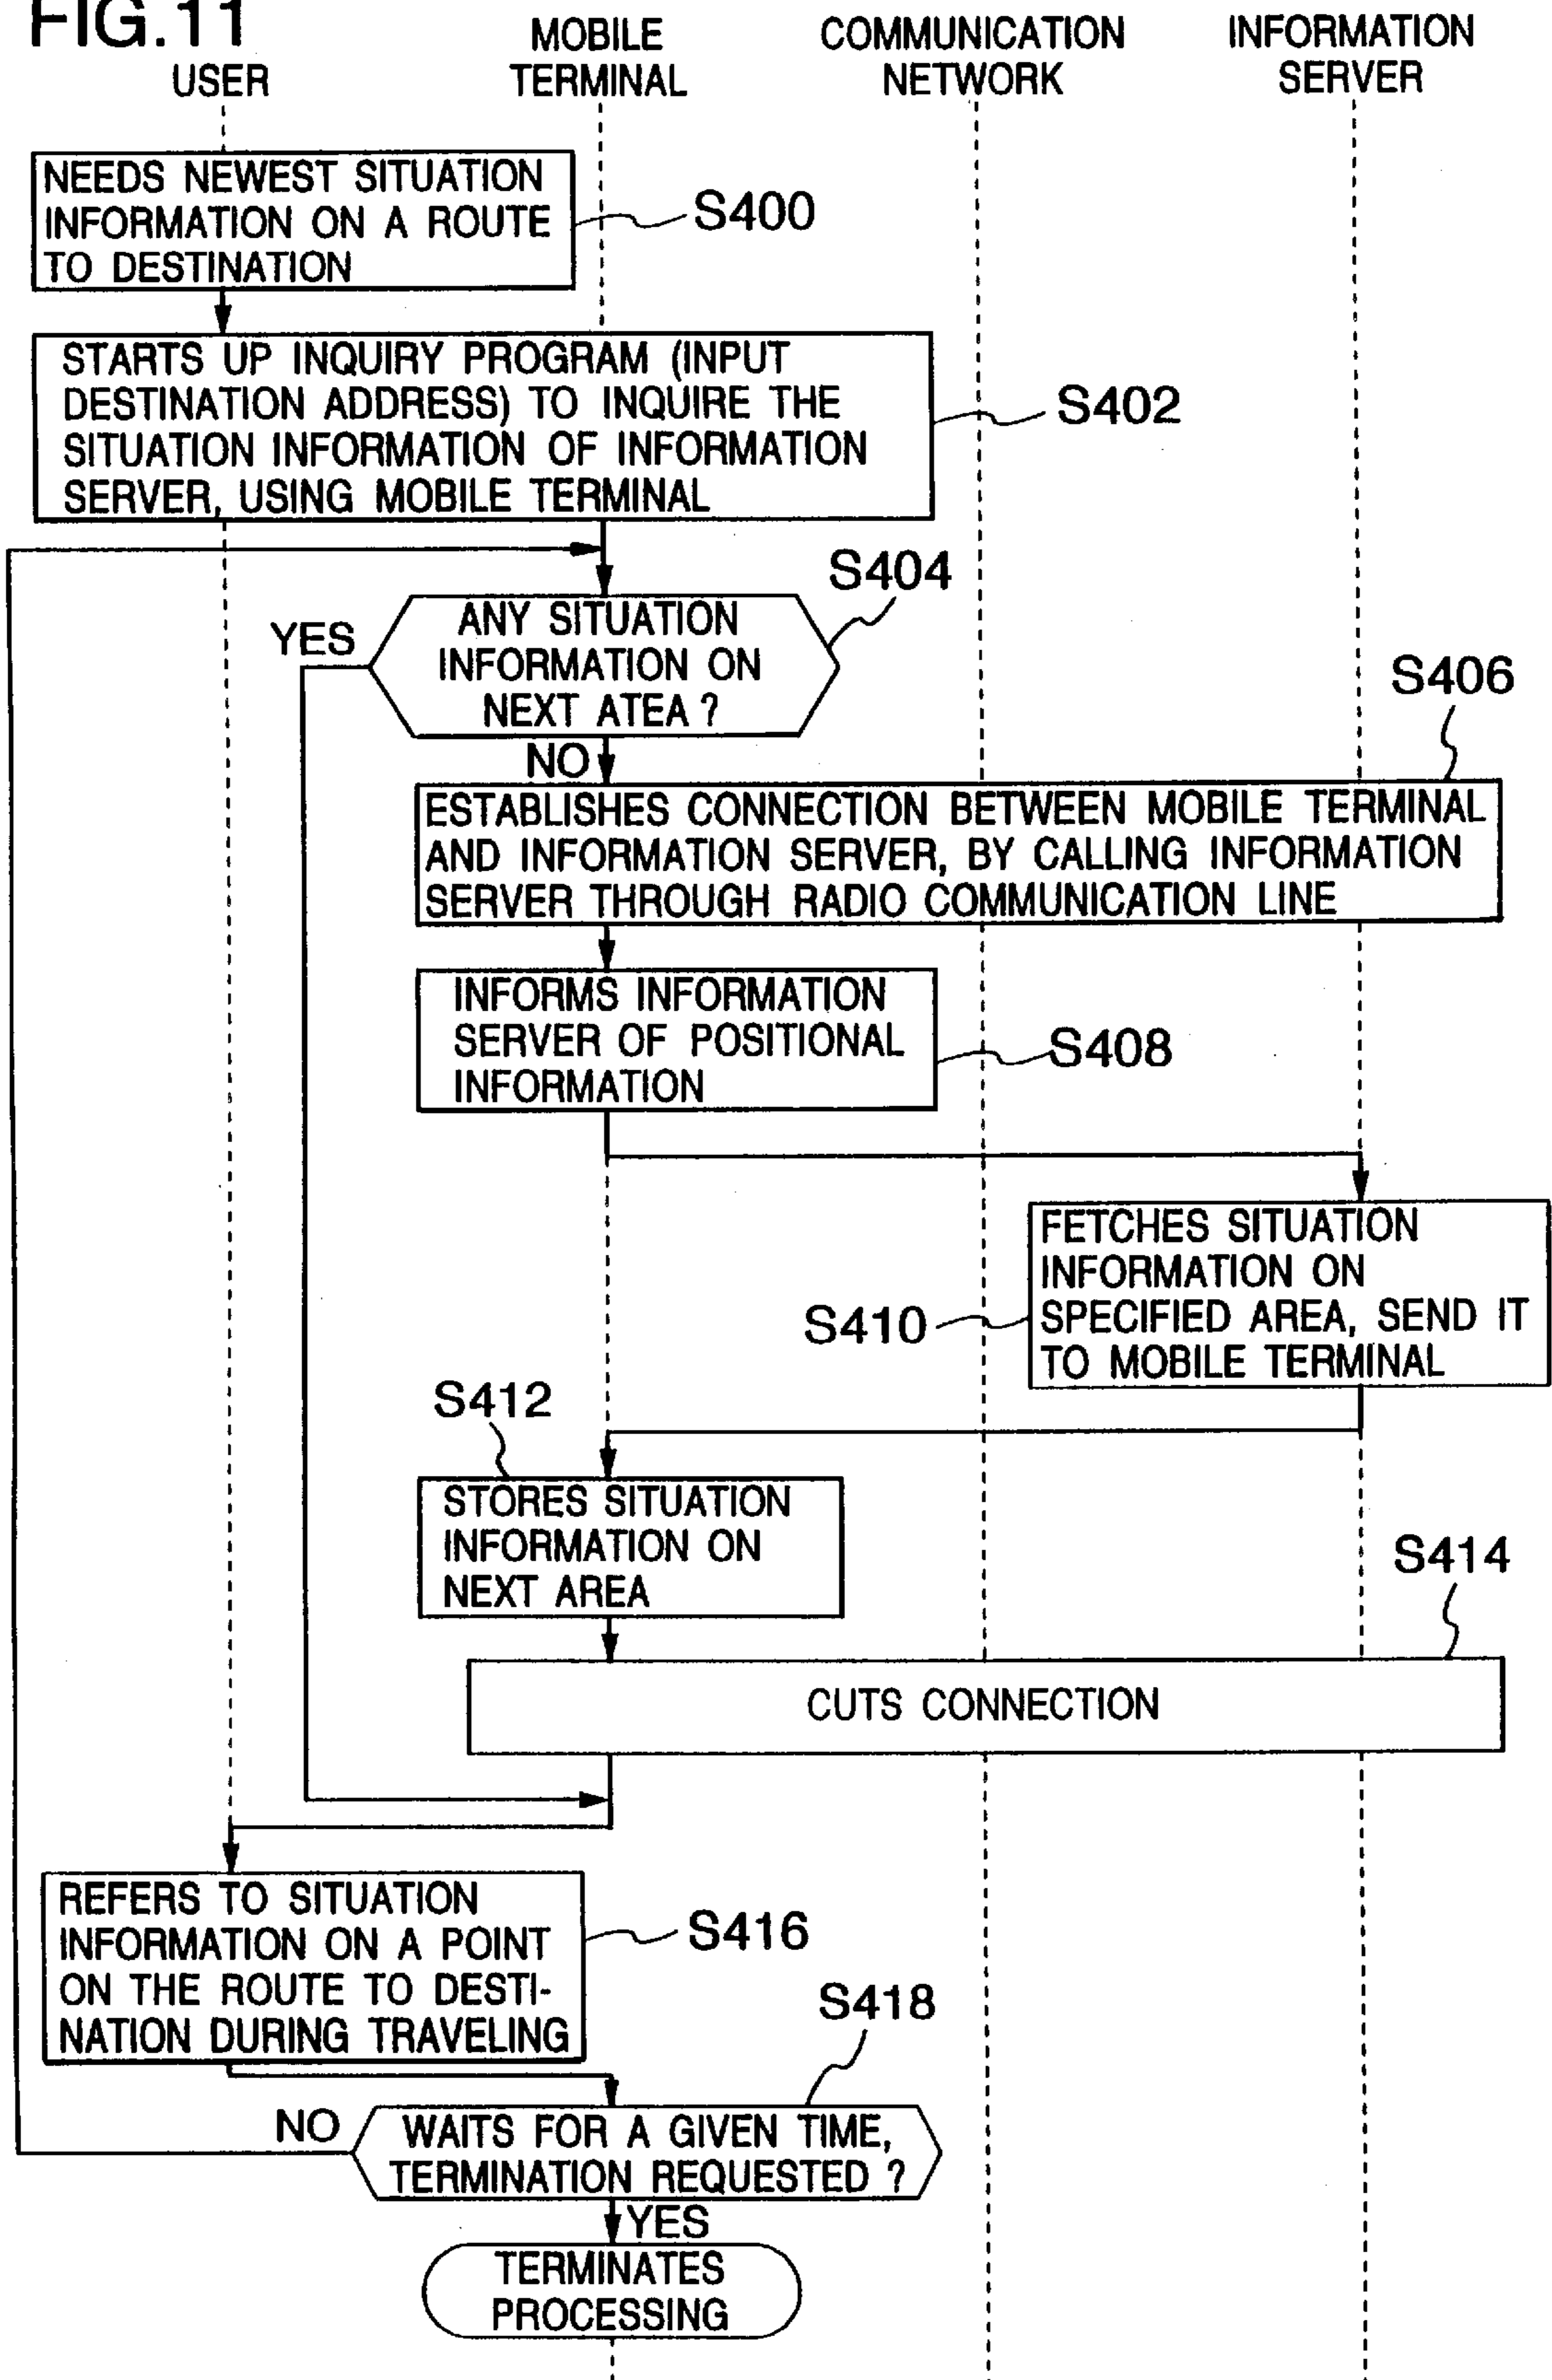 FIG.11
USER
MOBILE
TERMINAL
COMMUNICATION
NETWORK
INFORMATION
SERVER
NEEDS NEWEST SITUATION
INFORMATION ON A ROUTE
TO DESTINATION
S400
STARTS UP INQUIRY PROGRAM (INPUT
DESTINATION ADDRESS) TO INQUIRE THE
SITUATION INFORMATION OF INFORMATION
SERVER, USING MOBILE TERMINAL
S402
S404
YES
ANY SITUATION
INFORMATION ON
NEXT ATEA ?
NO
S406
ESTABLISHES CONNECTION BETWEEN MOBILE TERMINAL
AND INFORMATION SERVER, BY CALLING INFORMATION
SERVER THROUGH RADIO COMMUNICATION LINE
INFORMS INFORMATION
SERVER OF POSITIONAL
INFORMATION
S408
FETCHES SITUATION
INFORMATION ON
SPECIFIED AREA, SEND IT
TO MOBILE TERMINAL
S410
S412
STORES SITUATION
INFORMATION ON
NEXT AREA
S414
CUTS CONNECTION
REFERS TO SITUATION
INFORMATION ON A POINT
ON THE ROUTE TO DESTI-
NATION DURING TRAVELING
S416
S418
NO
WAITS FOR A GIVEN TIME,
TERMINATION REQUESTED ?
YES
TERMINATES
PROCESSING